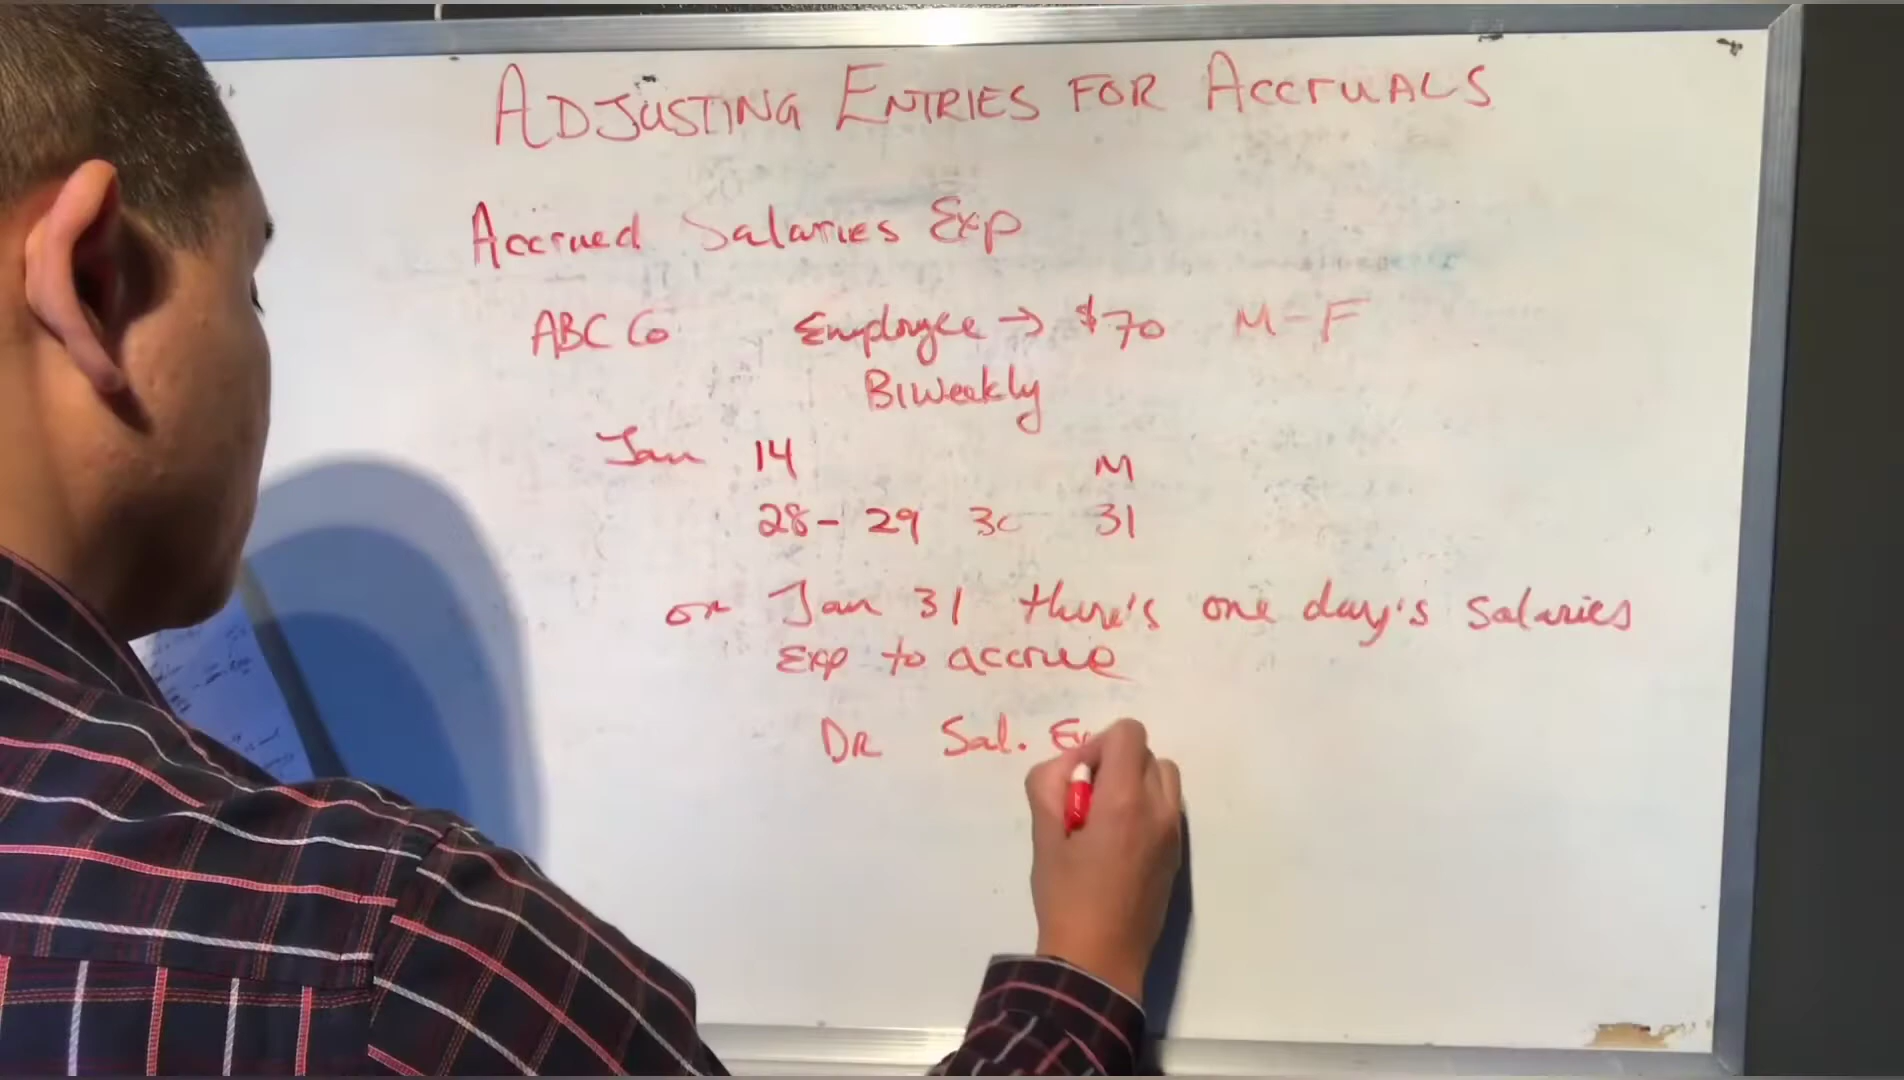 ADJUSTING ENTRIES FOR ACCRUALS
Accrued Salaries Exp
ABC Co Employee → $70 M-F
Biweekly
Jan 14 M
28- 29 30 31
on Jan 31 there's one day's salaries
Exp to accrue
DR Sal.